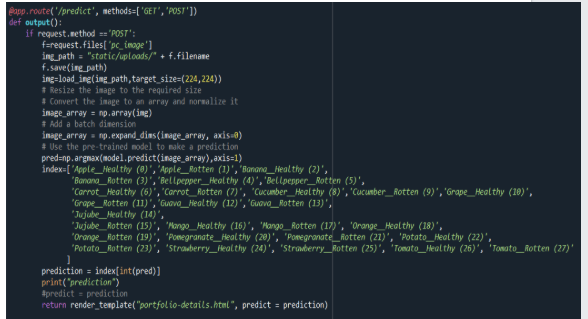 @app.route('/predict', methods=['GET','POST'])
def output():
if request.method =='POST':
f=request.files['pc_image']
img_path = "static/uploads/" + f.filename
f.save(img_path)
img=load_img(img_path,target_size=(224,224))
# Resize the image to the required size
# Convert the image to an array and normalize it
image_array = np.array(img)
# Add a batch dimension
image_array = np.expand_dims(image_array, axis=0)
# Use the pre-trained model to make a prediction
pred=np.argmax(model.predict(image_array),axis=1)
index=['Apple__Healthy (0)','Apple__Rotten (1)','Banana__Healthy (2)',
'Banana__Rotten (3)','Bellpepper__Healthy (4)','Bellpepper__Rotten (5)',
'Carrot__Healthy (6)','Carrot__Rotten (7)','Cucumber__Healthy (8)','Cucumber__Rotten (9)','Grape__Healthy (10)',
'Grape__Rotten (11)','Guava__Healthy (12)','Guava__Rotten (13)',
'Jujube__Healthy (14)',
'Jujube__Rotten (15)','Mango__Healthy (16)','Mango__Rotten (17)','Orange__Healthy (18)',
'Orange__Rotten (19)','Pomegranate__Healthy (20)','Pomegranate__Rotten (21)','Potato__Healthy (22)',
'Potato__Rotten (23)','Strawberry__Healthy (24)','Strawberry__Rotten (25)','Tomato__Healthy (26)','Tomato__Rotten (27)'
]
prediction = index[int(pred)]
print("prediction")
#predict = prediction
return render_template("portfolio-details.html", predict = prediction)